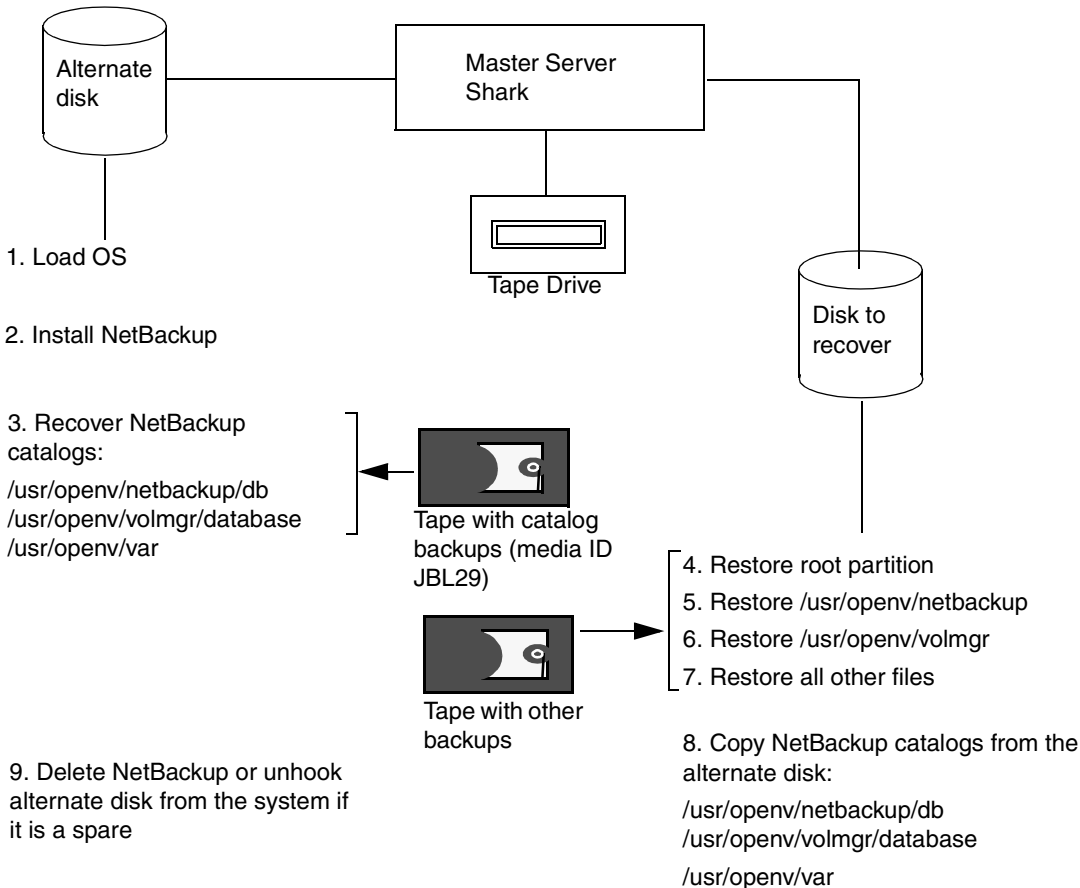 Alternate
disk
Master Server
Shark
Tape Drive
Disk to
recover
1. Load OS
2. Install NetBackup
3. Recover NetBackup
catalogs:
/usr/openv/netbackup/db
/usr/openv/volmgr/database
/usr/openv/var
Tape with catalog
backups (media ID
JBL29)
Tape with other
backups
4. Restore root partition
5. Restore /usr/openv/netbackup
6. Restore /usr/openv/volmgr
7. Restore all other files
8. Copy NetBackup catalogs from the
alternate disk:
/usr/openv/netbackup/db
/usr/openv/volmgr/database
/usr/openv/var
9. Delete NetBackup or unhook
alternate disk from the system if
it is a spare